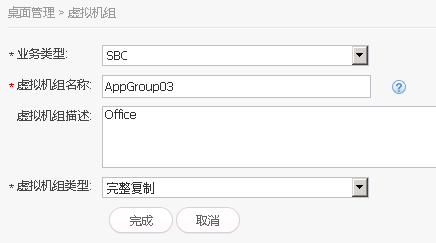 桌面管理 > 虚拟机组
* 业务类型: SBC
* 虚拟机组名称: AppGroup03 ?
虚拟机组描述: Office
* 虚拟机组类型: 完整复制
完成 取消